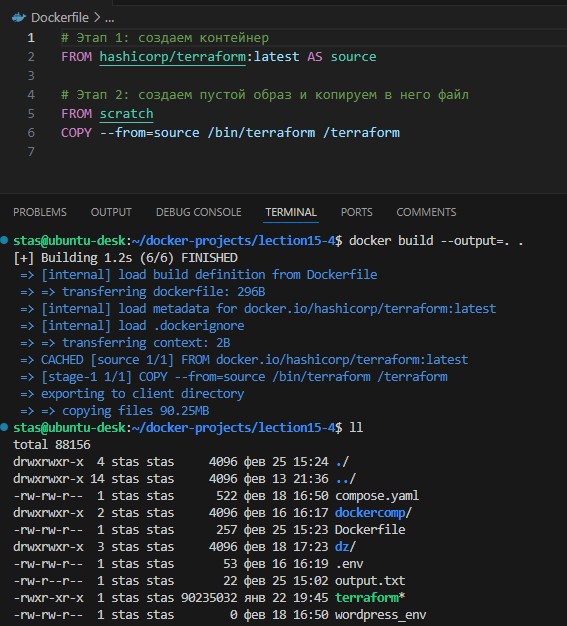 Dockerfile > ...
1 # Этап 1: создаем контейнер
2 FROM hashicorp/terraform:latest AS source
3
4 # Этап 2: создаем пустой образ и копируем в него файл
5 FROM scratch
6 COPY --from=source /bin/terraform /terraform
7
PROBLEMS OUTPUT DEBUG CONSOLE TERMINAL PORTS COMMENTS
stas@ubuntu-desk:~/docker-projects/lection15-4$ docker build --output=. .
[+] Building 1.2s (6/6) FINISHED
=> [internal] load build definition from Dockerfile
=> => transferring dockerfile: 296B
=> [internal] load metadata for docker.io/hashicorp/terraform:latest
=> [internal] load .dockerignore
=> => transferring context: 2B
=> CACHED [source 1/1] FROM docker.io/hashicorp/terraform:latest
=> [stage-1 1/1] COPY --from=source /bin/terraform /terraform
=> exporting to client directory
=> => copying files 90.25MB
stas@ubuntu-desk:~/docker-projects/lection15-4$ ll
total 88156
drwxrwxr-x 4 stas stas 4096 фев 25 15:24 ./
drwxrwxr-x 14 stas stas 4096 фев 13 21:36 ../
-rw-rw-r-- 1 stas stas 522 фев 18 16:50 compose.yaml
drwxrwxr-x 2 stas stas 4096 фев 16 16:17 dockercomp/
-rw-rw-r-- 1 stas stas 257 фев 25 15:23 Dockerfile
drwxrwxr-x 3 stas stas 4096 фев 18 17:23 dz/
-rw-rw-r-- 1 stas stas 53 фев 16 16:19 .env
-rw-r--r-- 1 stas stas 22 фев 25 15:02 output.txt
-rwxr-xr-x 1 stas stas 90235032 янв 22 19:45 terraform*
-rw-rw-r-- 1 stas stas 0 фев 18 16:50 wordpress_env